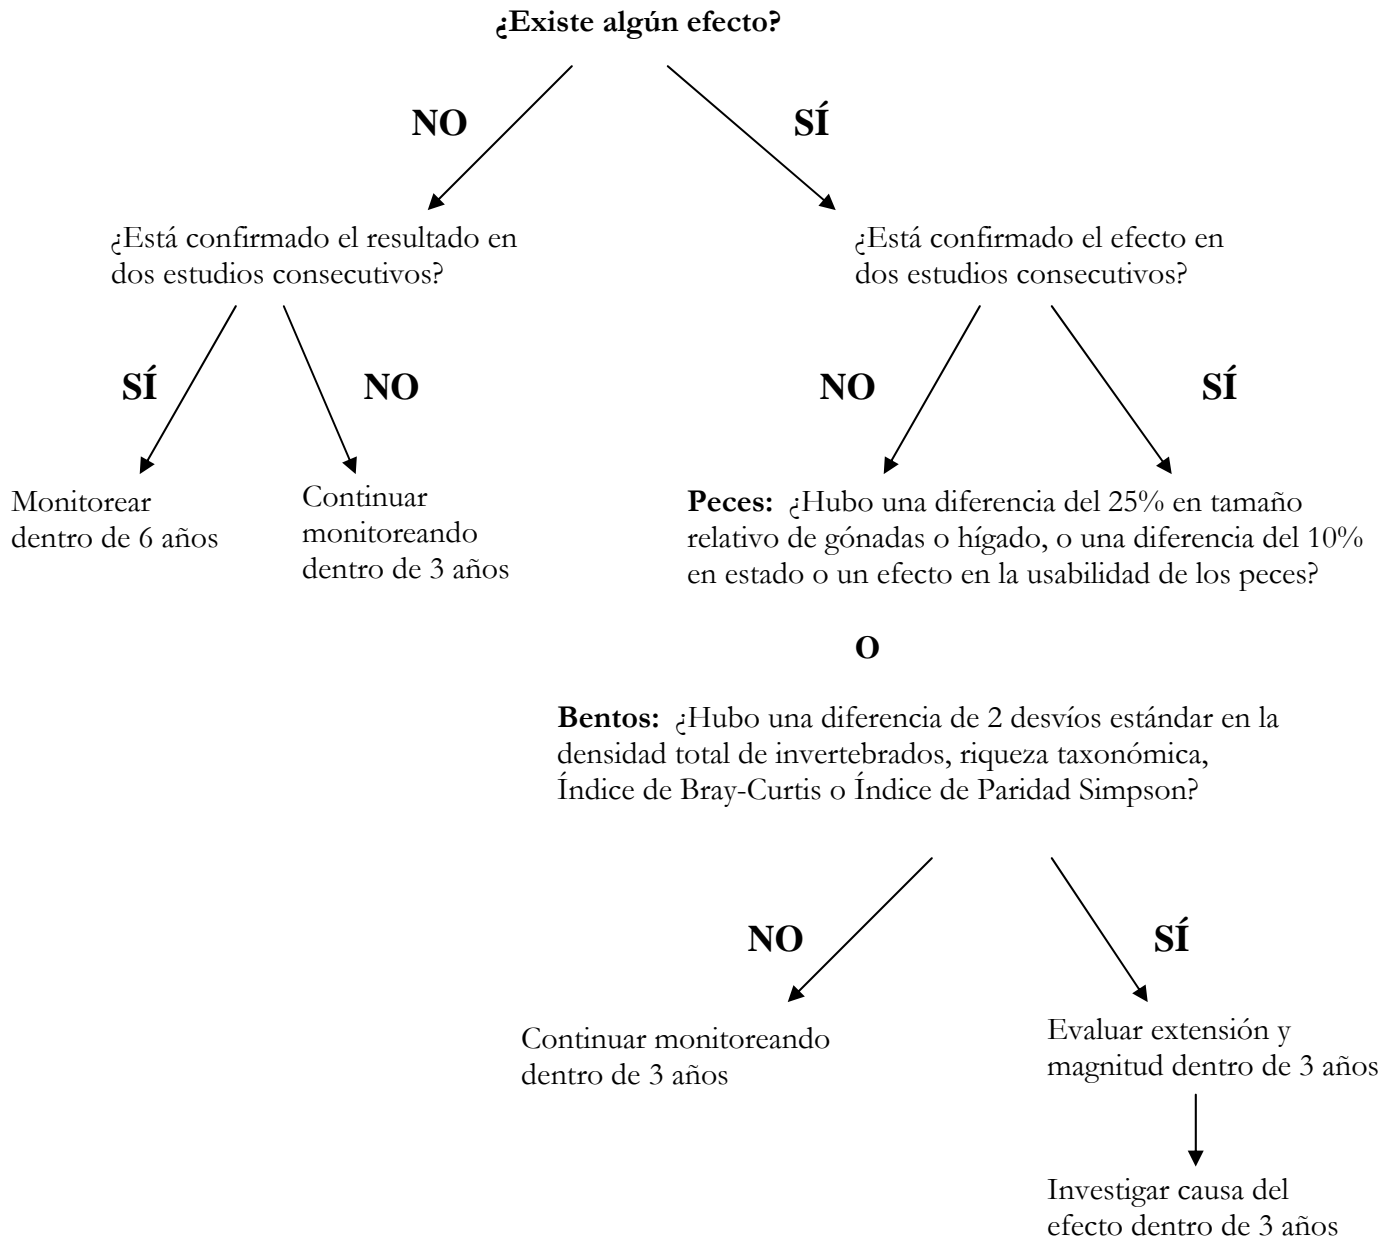 ¿Existe algún efecto?
NO
SÍ
¿Está confirmado el resultado en
dos estudios consecutivos?
¿Está confirmado el efecto en
dos estudios consecutivos?
SÍ
NO
NO
SÍ
Monitorear
dentro de 6 años
Continuar
monitoreando
dentro de 3 años
Peces: ¿Hubo una diferencia del 25% en tamaño
relativo de gónadas o hígado, o una diferencia del 10%
en estado o un efecto en la usabilidad de los peces?
O
Bentos: ¿Hubo una diferencia de 2 desvíos estándar en la
densidad total de invertebrados, riqueza taxonómica,
Índice de Bray-Curtis o Índice de Paridad Simpson?
NO
SÍ
Continuar monitoreando
dentro de 3 años
Evaluar extensión y
magnitud dentro de 3 años
Investigar causa del
efecto dentro de 3 años